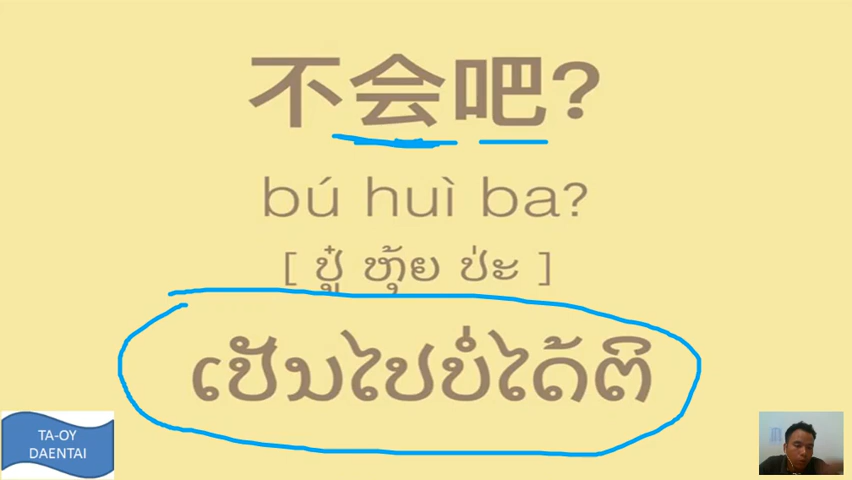 不会吧?
bú huì ba?
[ ປູ໋ ຫຸ້ຍ ປ່ະ ]
ເປັນໄປບໍ່ໄດ້ຕິ
TA-OY
DAENTAI